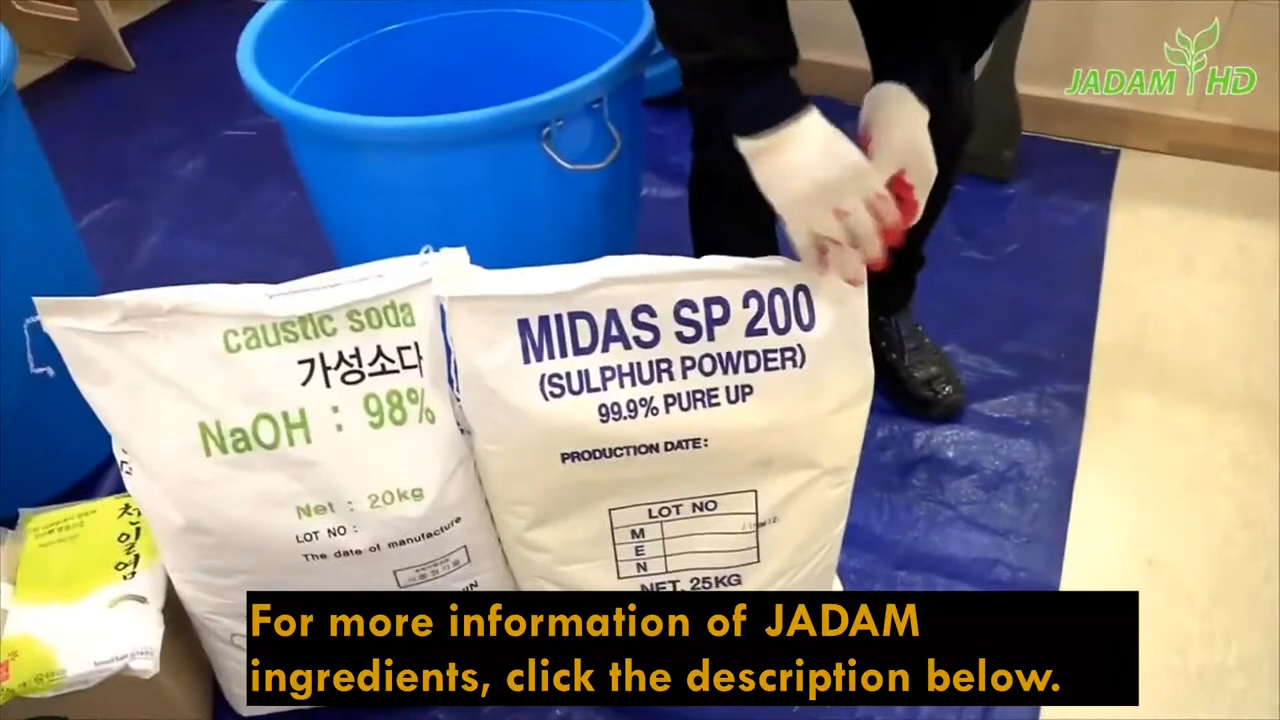 JADAM HD
caustic soda
가성소다
NaOH : 98%
Net : 20kg
LOT NO :
The date of manufacture
MIDAS SP 200
(SULPHUR POWDER)
99.9% PURE UP
PRODUCTION DATE:
LOT NO
M
E
N
NET. 25KG
천일염
For more information of JADAM
ingredients, click the description below.